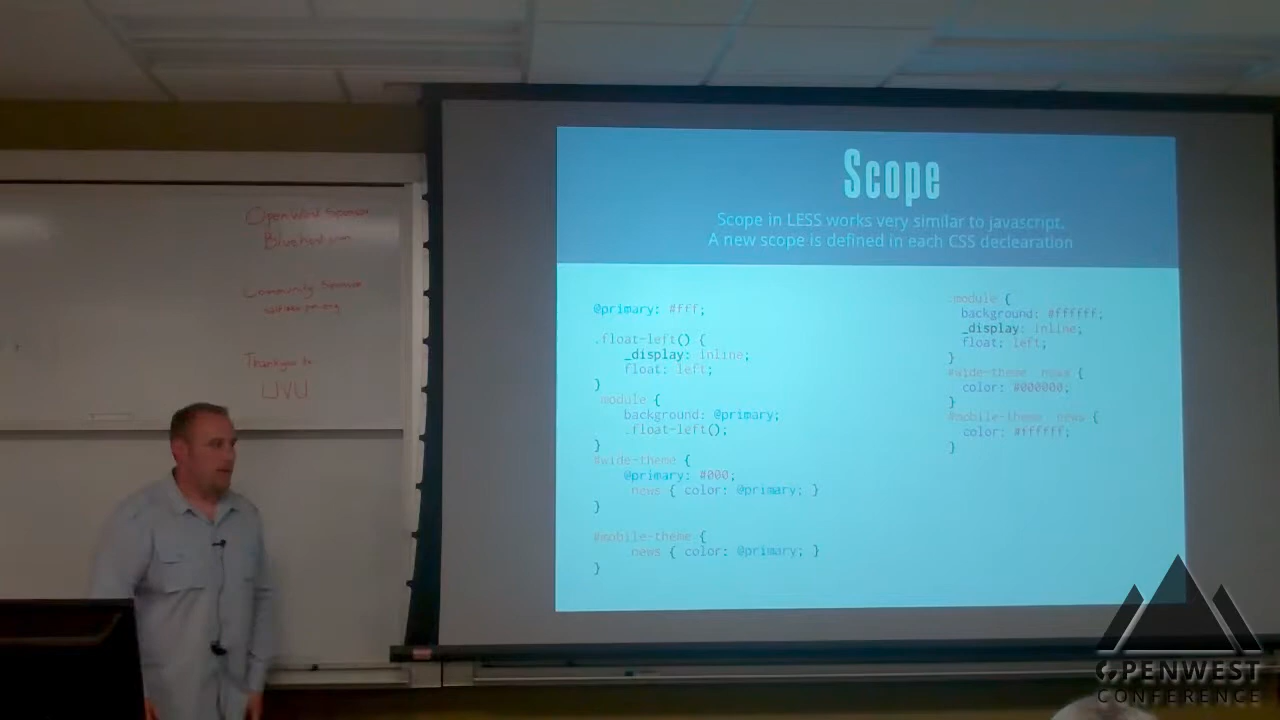 OpenWest Sponsor
Bluehost.com
Community Sponsor
Thankyou to
UVU
Scope
Scope in LESS works very similar to javascript.
A new scope is defined in each CSS declearation
@primary: #fff;
.float-left() {
_display: inline;
float: left;
}
.module {
background: @primary;
.float-left();
}
#wide-theme {
@primary: #000;
news { color: @primary; }
}
#mobile-theme {
news { color: @primary; }
}
.module {
background: #ffffff;
_display: inline;
float: left;
}
#wide-theme news {
color: #000000;
}
#mobile-theme news {
color: #ffffff;
}
OPENWEST
CONFERENCE